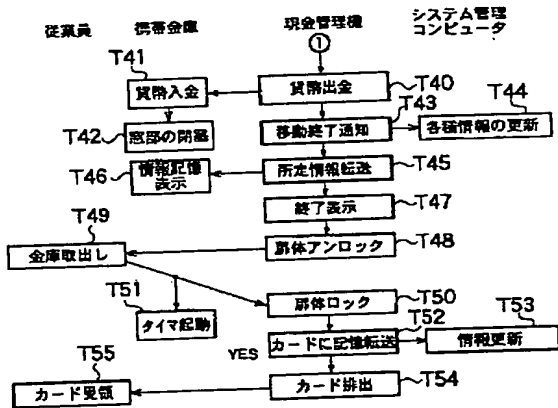 従業員
携帯金庫
現金管理機
システム管理
コンピュータ
①
T41
貨幣入金
貨幣出金
T40
T43
T44
T42
窓部の閉塞
移動終了通知
各種情報の更新
T46
情報記憶
表示
所定情報転送
T45
終了表示
T47
T49
金庫取出し
扉体アンロック
T48
T51
タイマ起動
扉体ロック
T50
T52
T53
YES
カードに記憶転送
情報更新
T55
カード受領
カード排出
T54